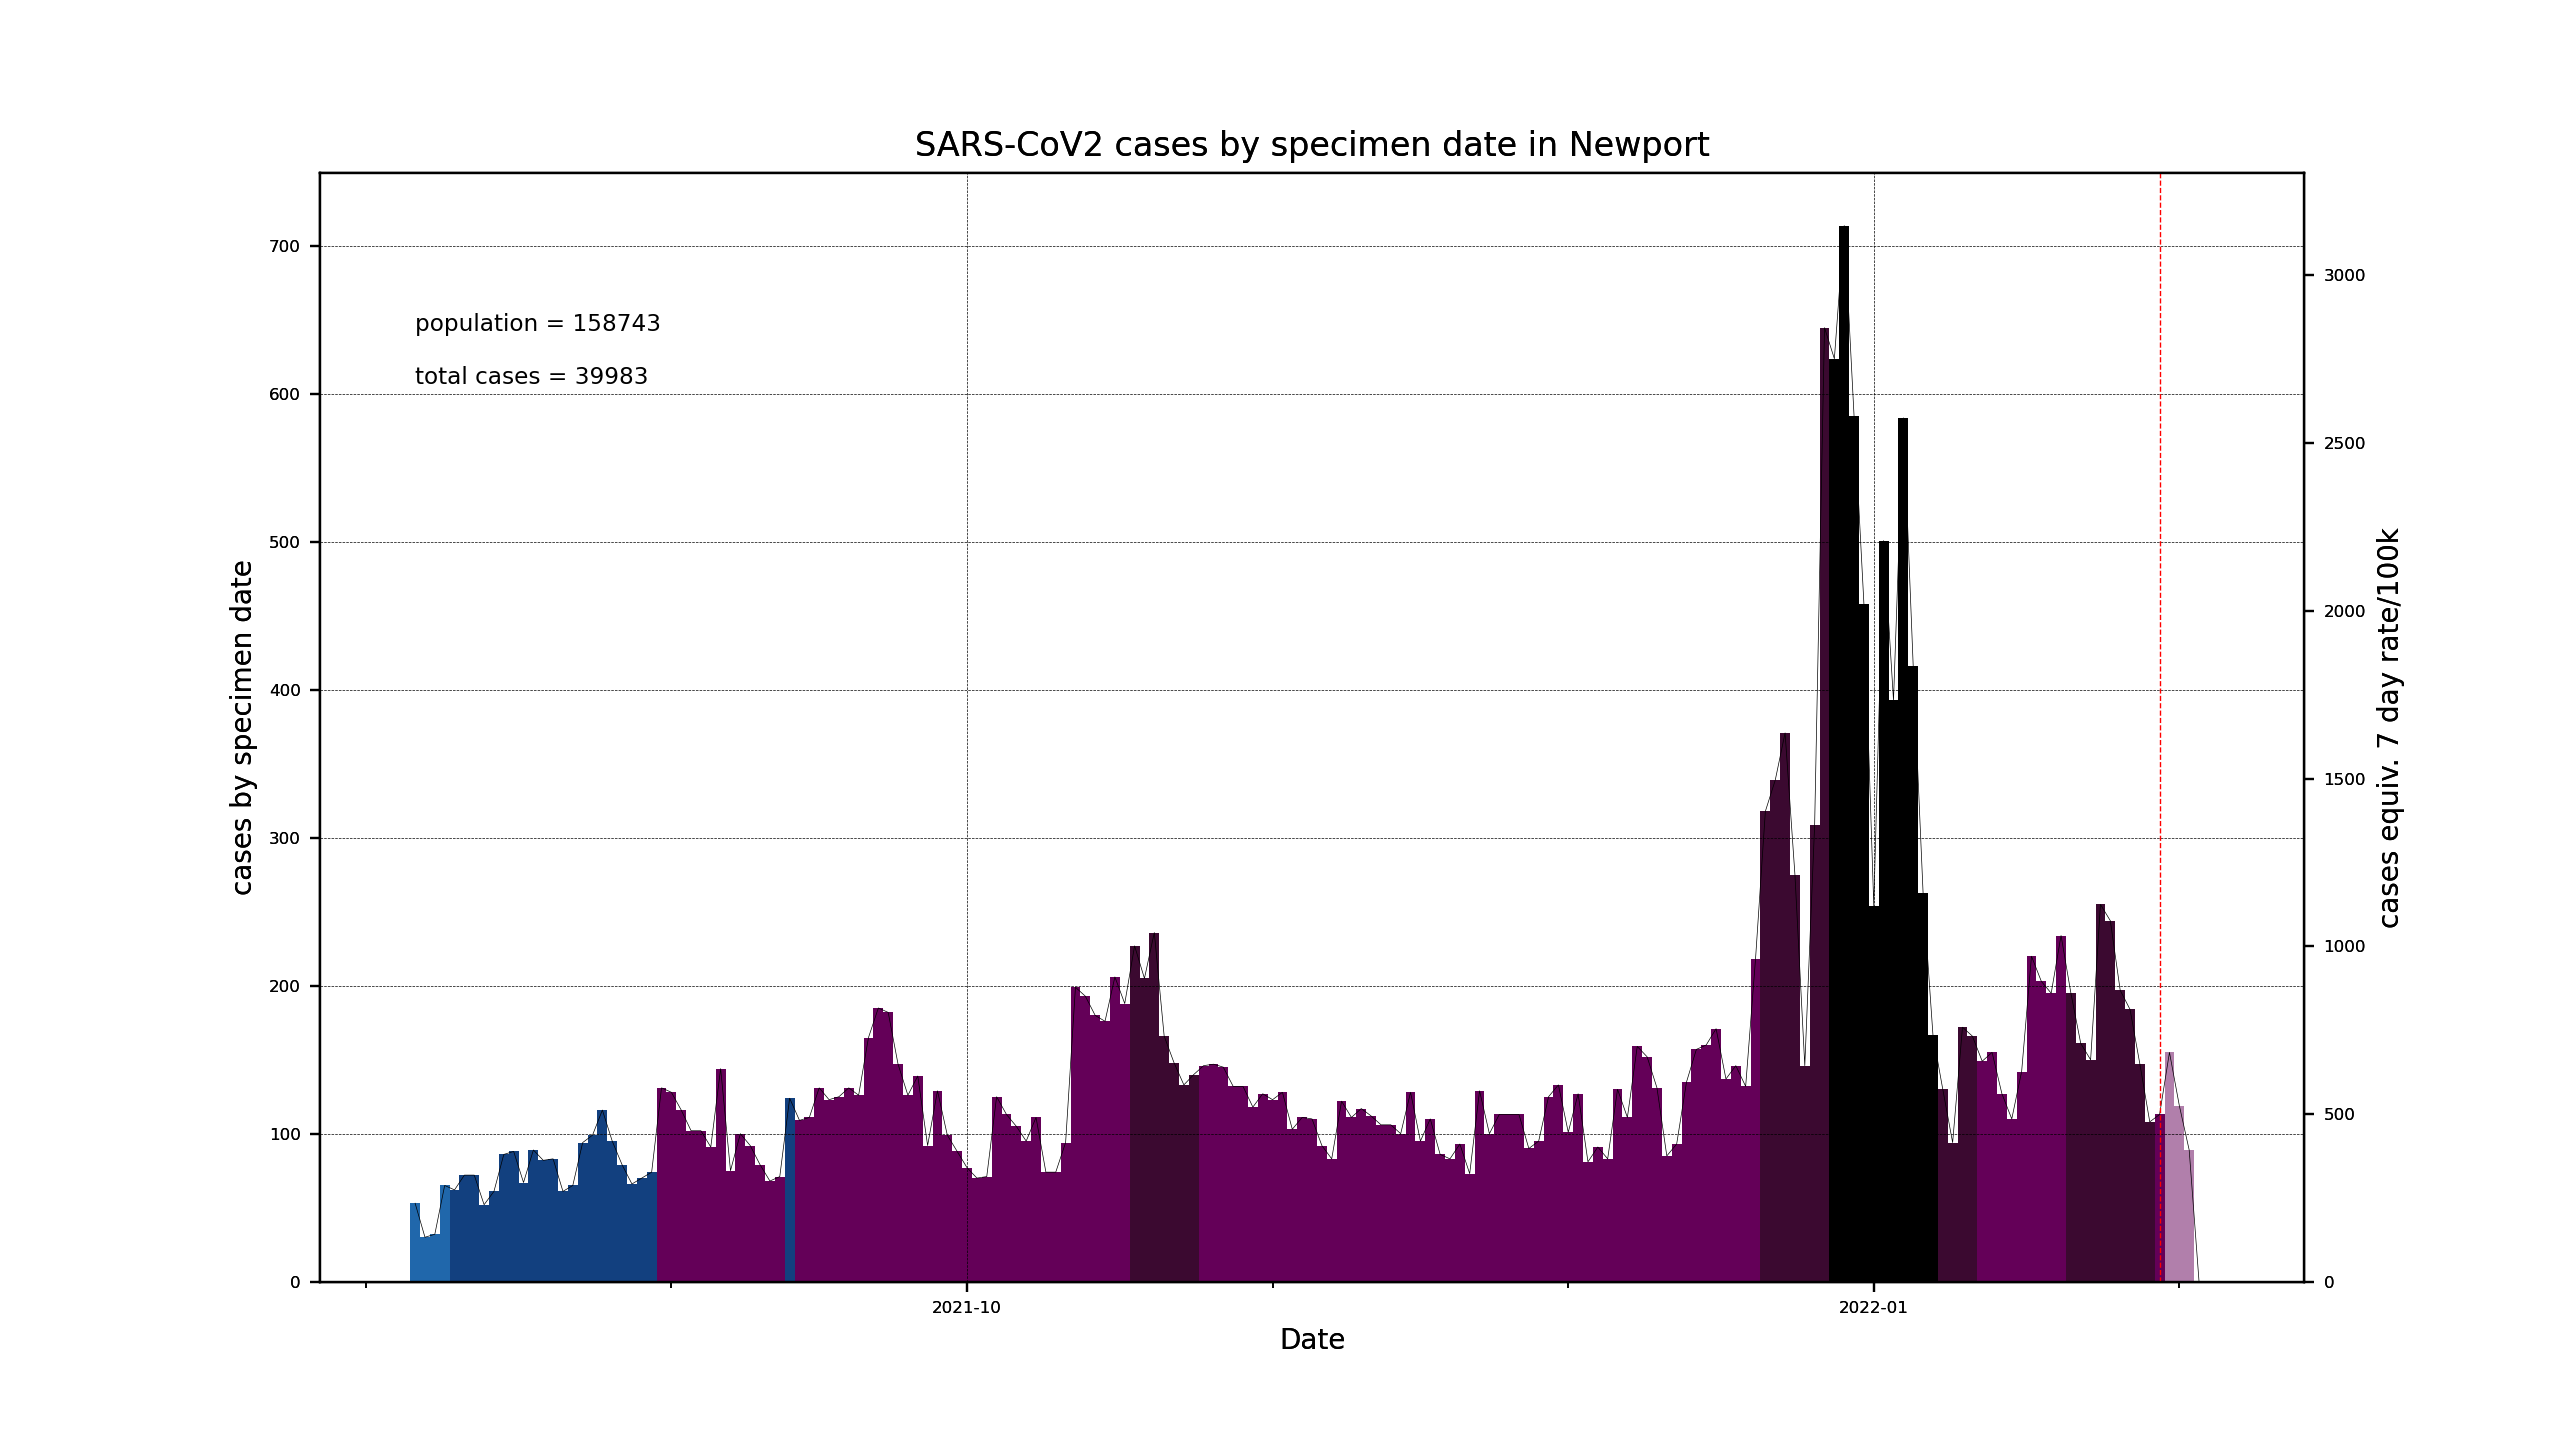 SARS-CoV2 cases by specimen date in Newport
population = 158743
total cases = 39983
cases by specimen date
700
600
500
400
300
200
100
0
3000
2500
2000
1500
1000
500
0
cases equiv. 7 day rate/100k
2021-10
2022-01
Date